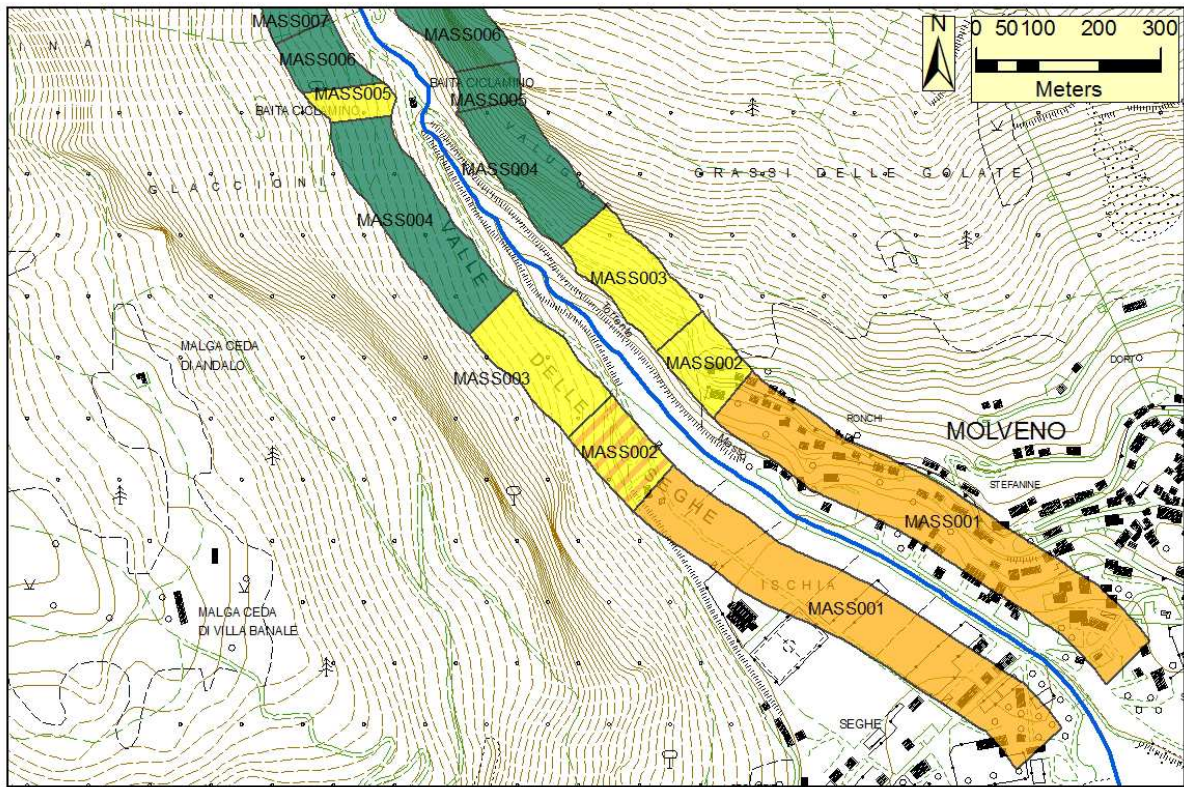 MASS007
MASS006
N
0 50 100 200 300
I N A
MASS006
BAITA CICLAMINO
Meters
MASS005
MASS005
BAITA CICLAMINO
MASS004
GRASSI DELLE GOLATE
GLACCIONI
MASS004
VALLE
MASS003
Torrente
MALGA CEDA
DI ANDALO
MASS003
DELLE
MASS002
DORT
RONCHI
MOLVENO
MASS002
SEGHE
STEFANINE
MASS001
ISCHIA
MASS001
MALGA CEDA
DI VILLA BANALE
SEGHE